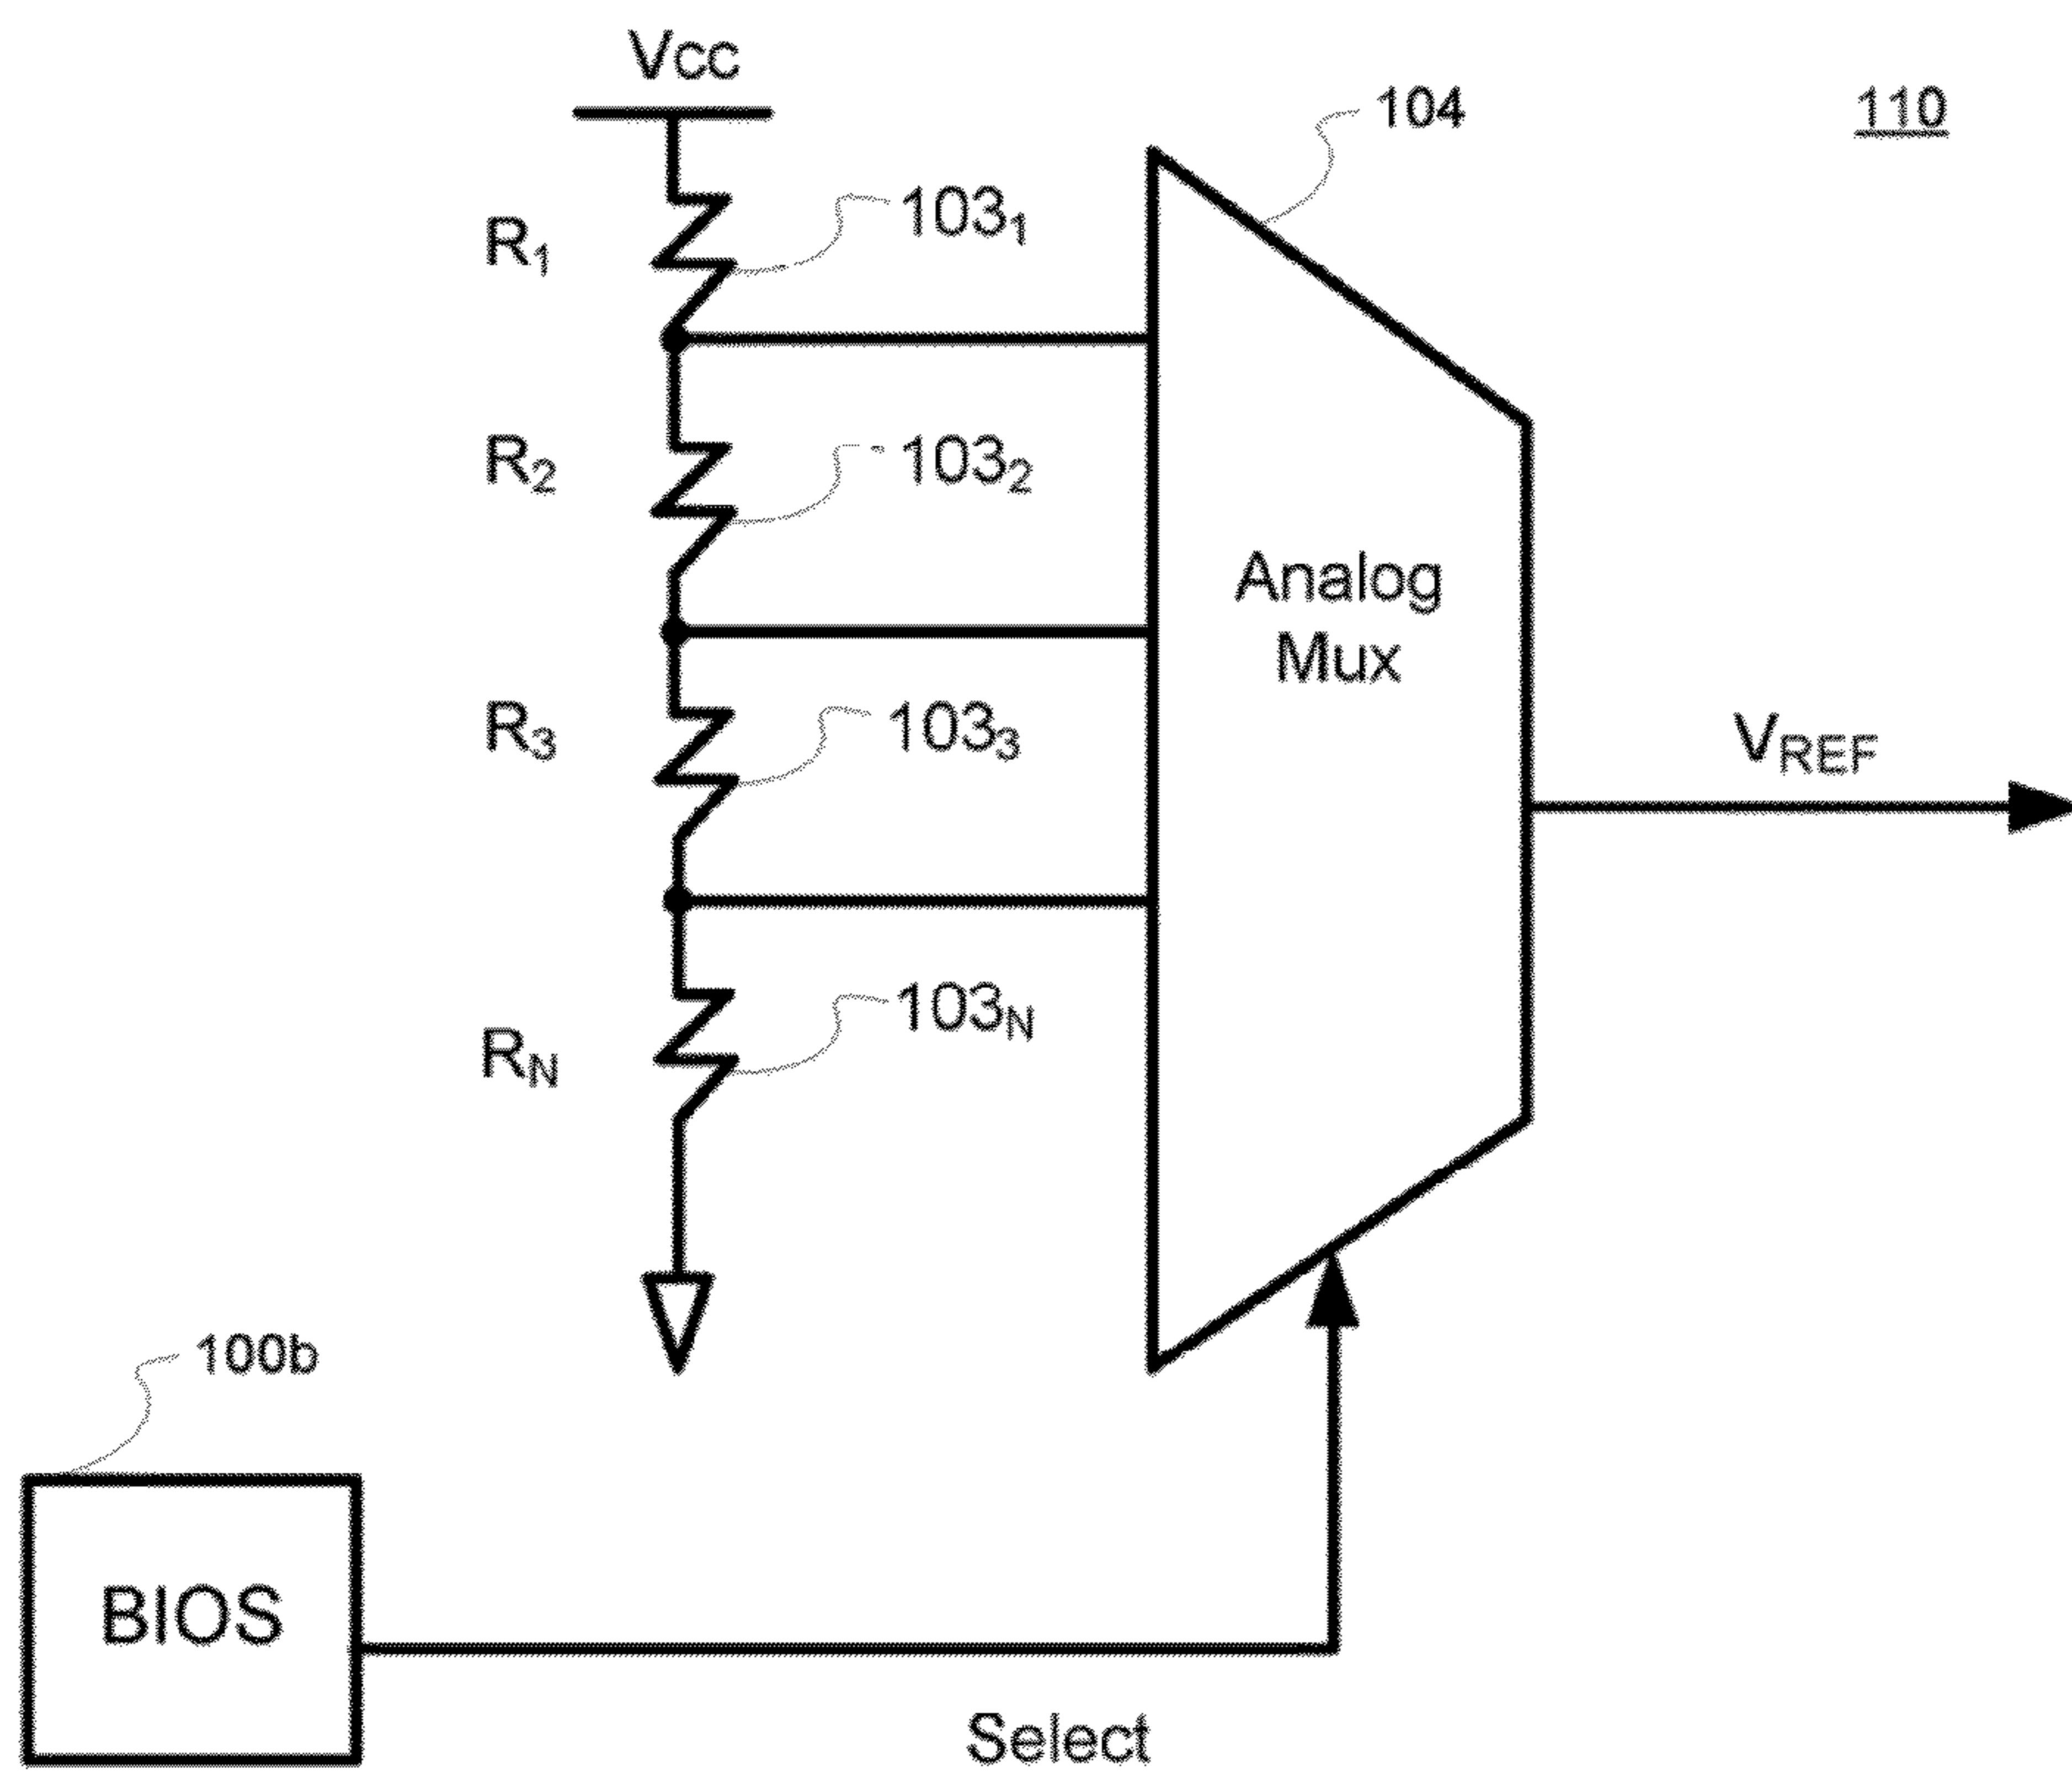 Vcc
104
110
R₁
103₁
R₂
103₂
Analog
Mux
R₃
103₃
VREF
RN
103N
100b
BIOS
Select